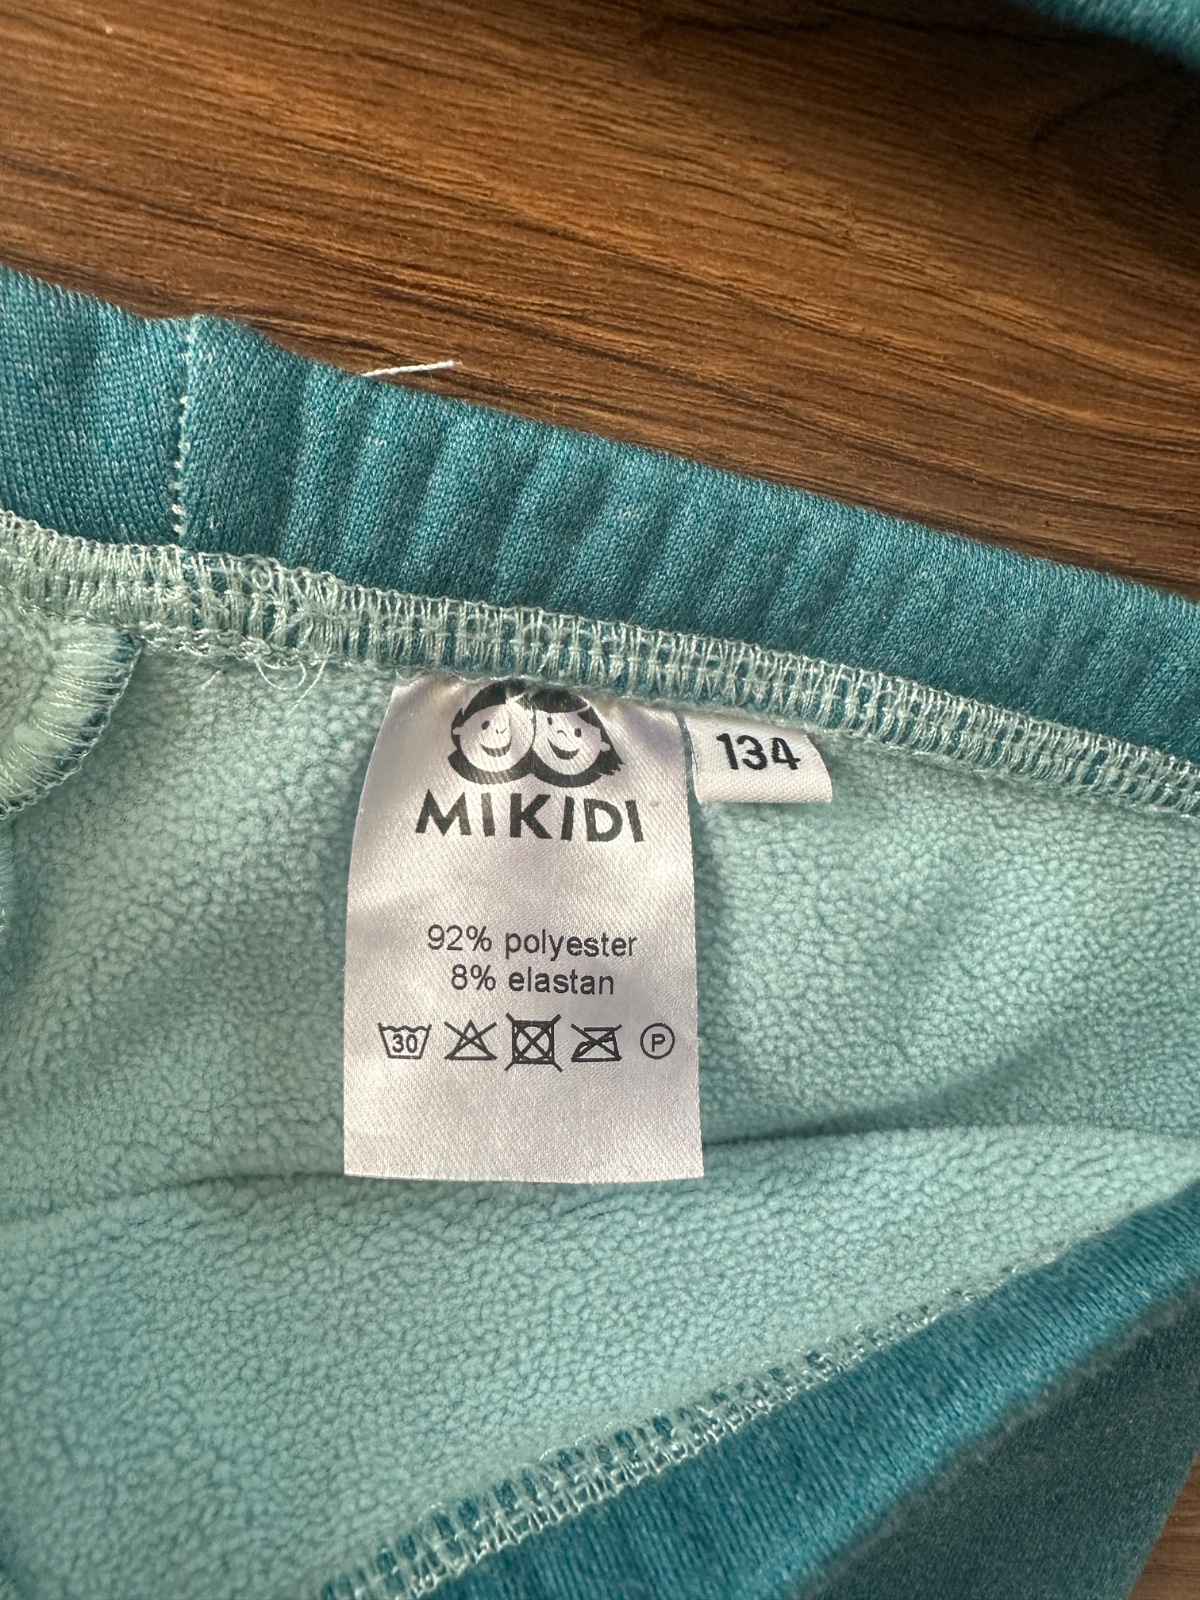 MIKIDI
134
92% polyester
8% elastan
30 P